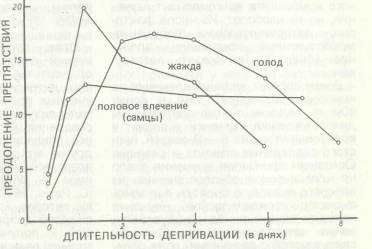 20
15
10
5
0
ПРЕОДОЛЕНИЕ ПРЕПЯТСТВИЯ
жажда
голод
половое влечение
(самцы)
0 2 4 6 8
ДЛИТЕЛЬНОСТЬ ДЕПРИВАЦИИ (в днях)